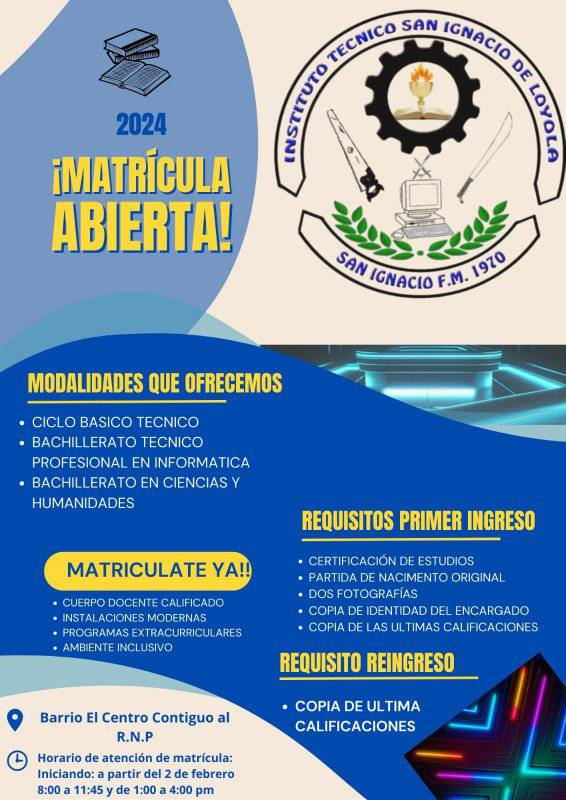 2024
¡MATRÍCULA
ABIERTA!
INSTITUTO TECNICO SAN IGNACIO DE LOYOLA
SAN IGNACIO F.M. 1970
MODALIDADES QUE OFRECEMOS
• CICLO BASICO TECNICO
• BACHILLERATO TECNICO
PROFESIONAL EN INFORMATICA
• BACHILLERATO EN CIENCIAS Y
HUMANIDADES
REQUISITOS PRIMER INGRESO
• CERTIFICACIÓN DE ESTUDIOS
• PARTIDA DE NACIMENTO ORIGINAL
• DOS FOTOGRAFÍAS
• COPIA DE IDENTIDAD DEL ENCARGADO
• COPIA DE LAS ULTIMAS CALIFICACIONES
MATRICULATE YA!!
• CUERPO DOCENTE CALIFICADO
• INSTALACIONES MODERNAS
• PROGRAMAS EXTRACURRICULARES
• AMBIENTE INCLUSIVO
REQUISITO REINGRESO
• COPIA DE ULTIMA
CALIFICACIONES
Barrio El Centro Contiguo al
R.N.P
Horario de atención de matrícula:
Iniciando: a partir del 2 de febrero
8:00 a 11:45 y de 1:00 a 4:00 pm